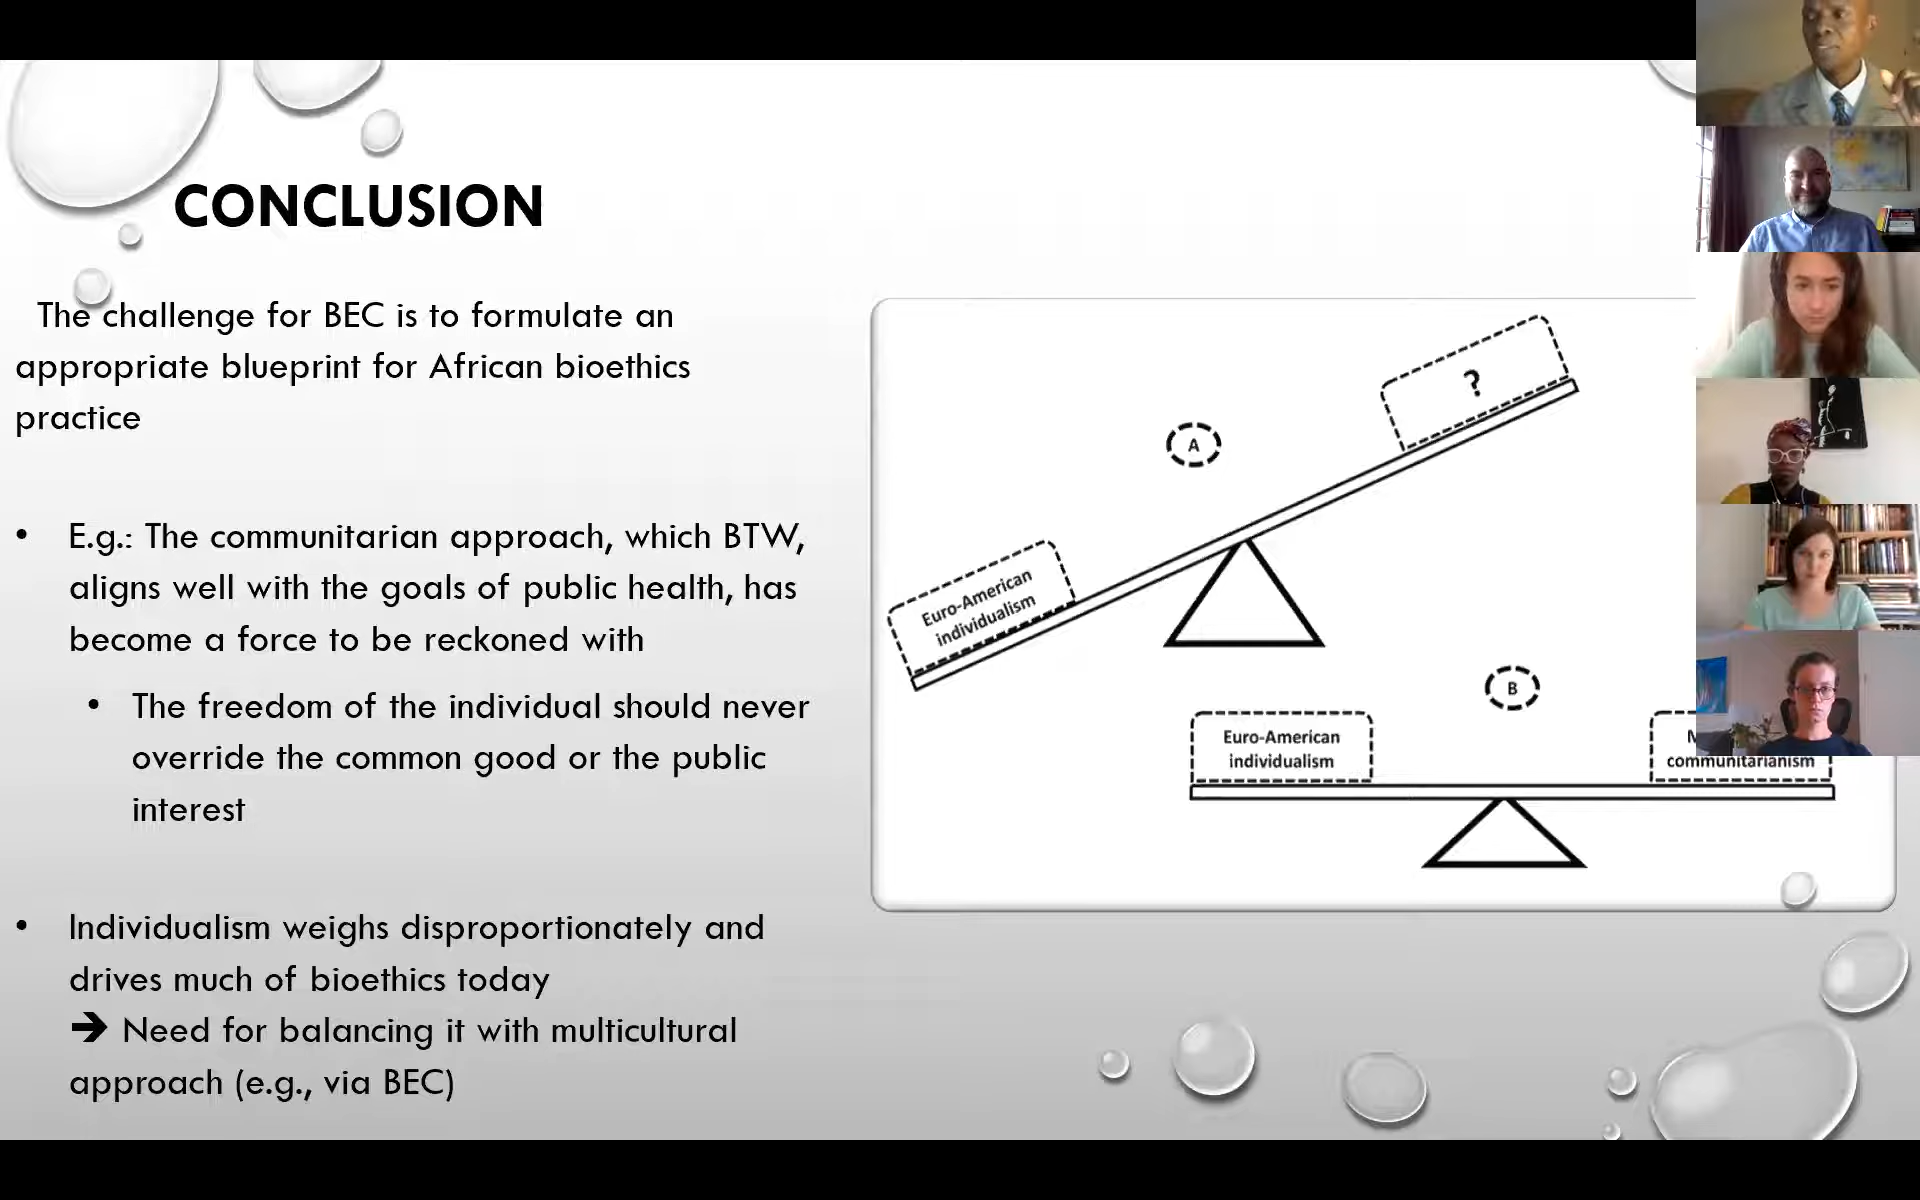 CONCLUSION
The challenge for BEC is to formulate an
appropriate blueprint for African bioethics
practice
• E.g.: The communitarian approach, which BTW,
aligns well with the goals of public health, has
become a force to be reckoned with
• The freedom of the individual should never
override the common good or the public
interest
• Individualism weighs disproportionately and
drives much of bioethics today
➔ Need for balancing it with multicultural
approach (e.g., via BEC)
?
A
Euro-American
individualism
B
Euro-American
individualism
communitarianism